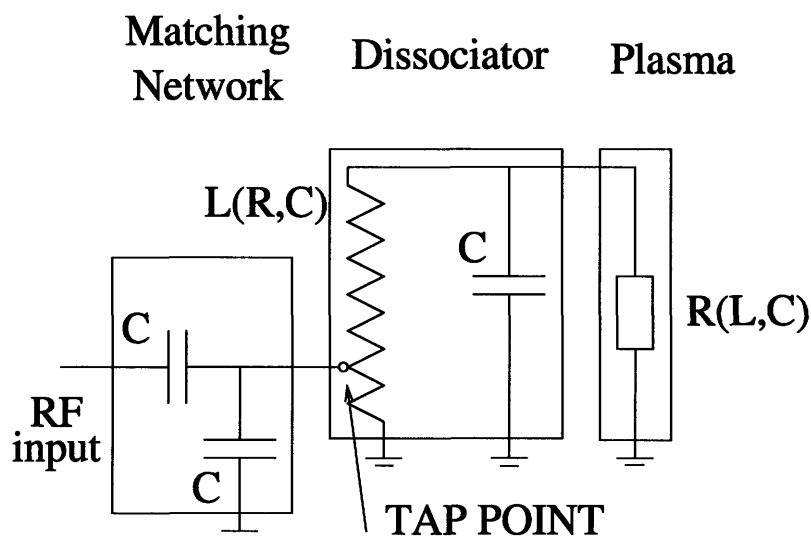 Matching
Network
Dissociator
Plasma
L(R,C)
C
C
R(L,C)
RF
input
C
TAP POINT